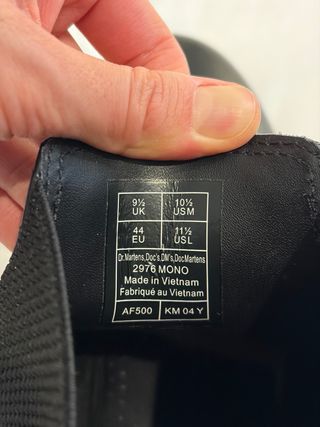 9½ 10½
UK USM
44 11½
EU USL
Dr.Martens,Doc's,DM's,DocMartens
2976 MONO
Made in Vietnam
Fabriqué au Vietnam
AF500 KM 04 Y